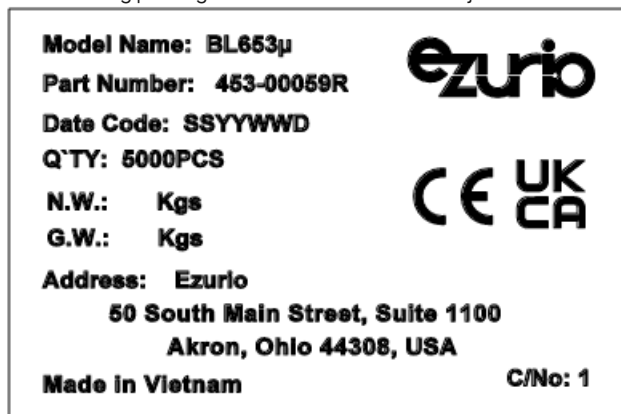 Model Name: BL653µ
ezurio
Part Number: 453-00059R
Date Code: SSYYWWD
Q`TY: 5000PCS
N.W.: Kgs
CE UK
CA
G.W.: Kgs
Address: Ezurio
50 South Main Street, Suite 1100
Akron, Ohio 44308, USA
Made in Vietnam
C/No: 1